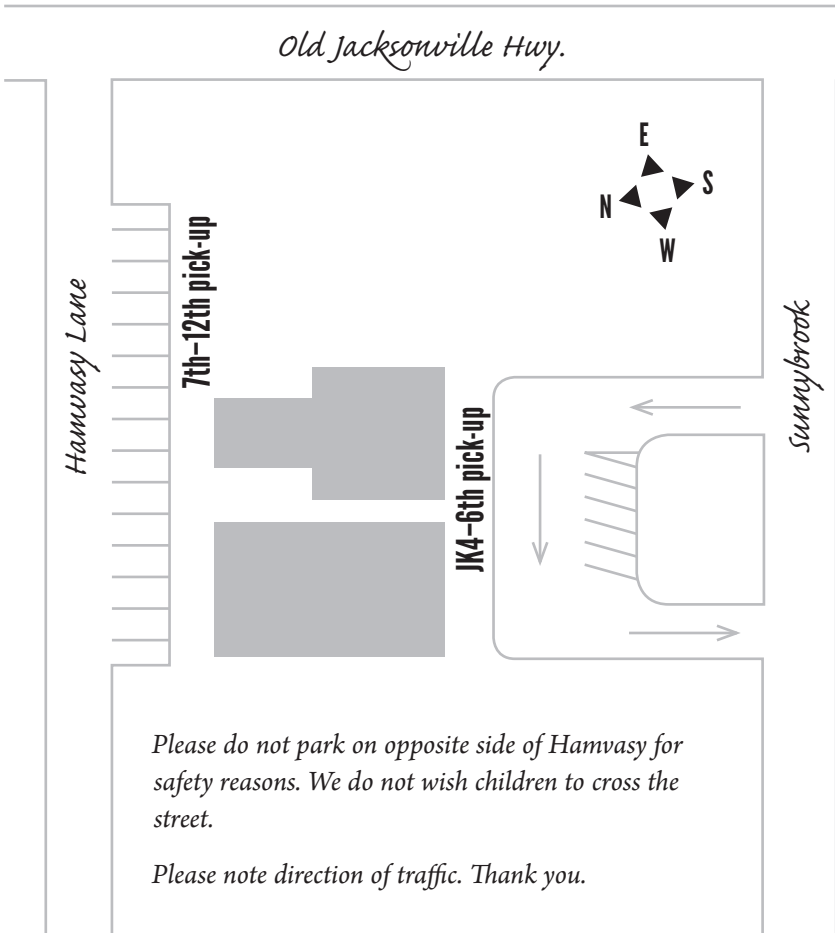 Old Jacksonville Hwy.
E
S
N
W
7th–12th pick-up
Hamvasy Lane
Sunnybrook
JK4–6th pick-up
Please do not park on opposite side of Hamvasy for
safety reasons. We do not wish children to cross the
street.
Please note direction of traffic. Thank you.